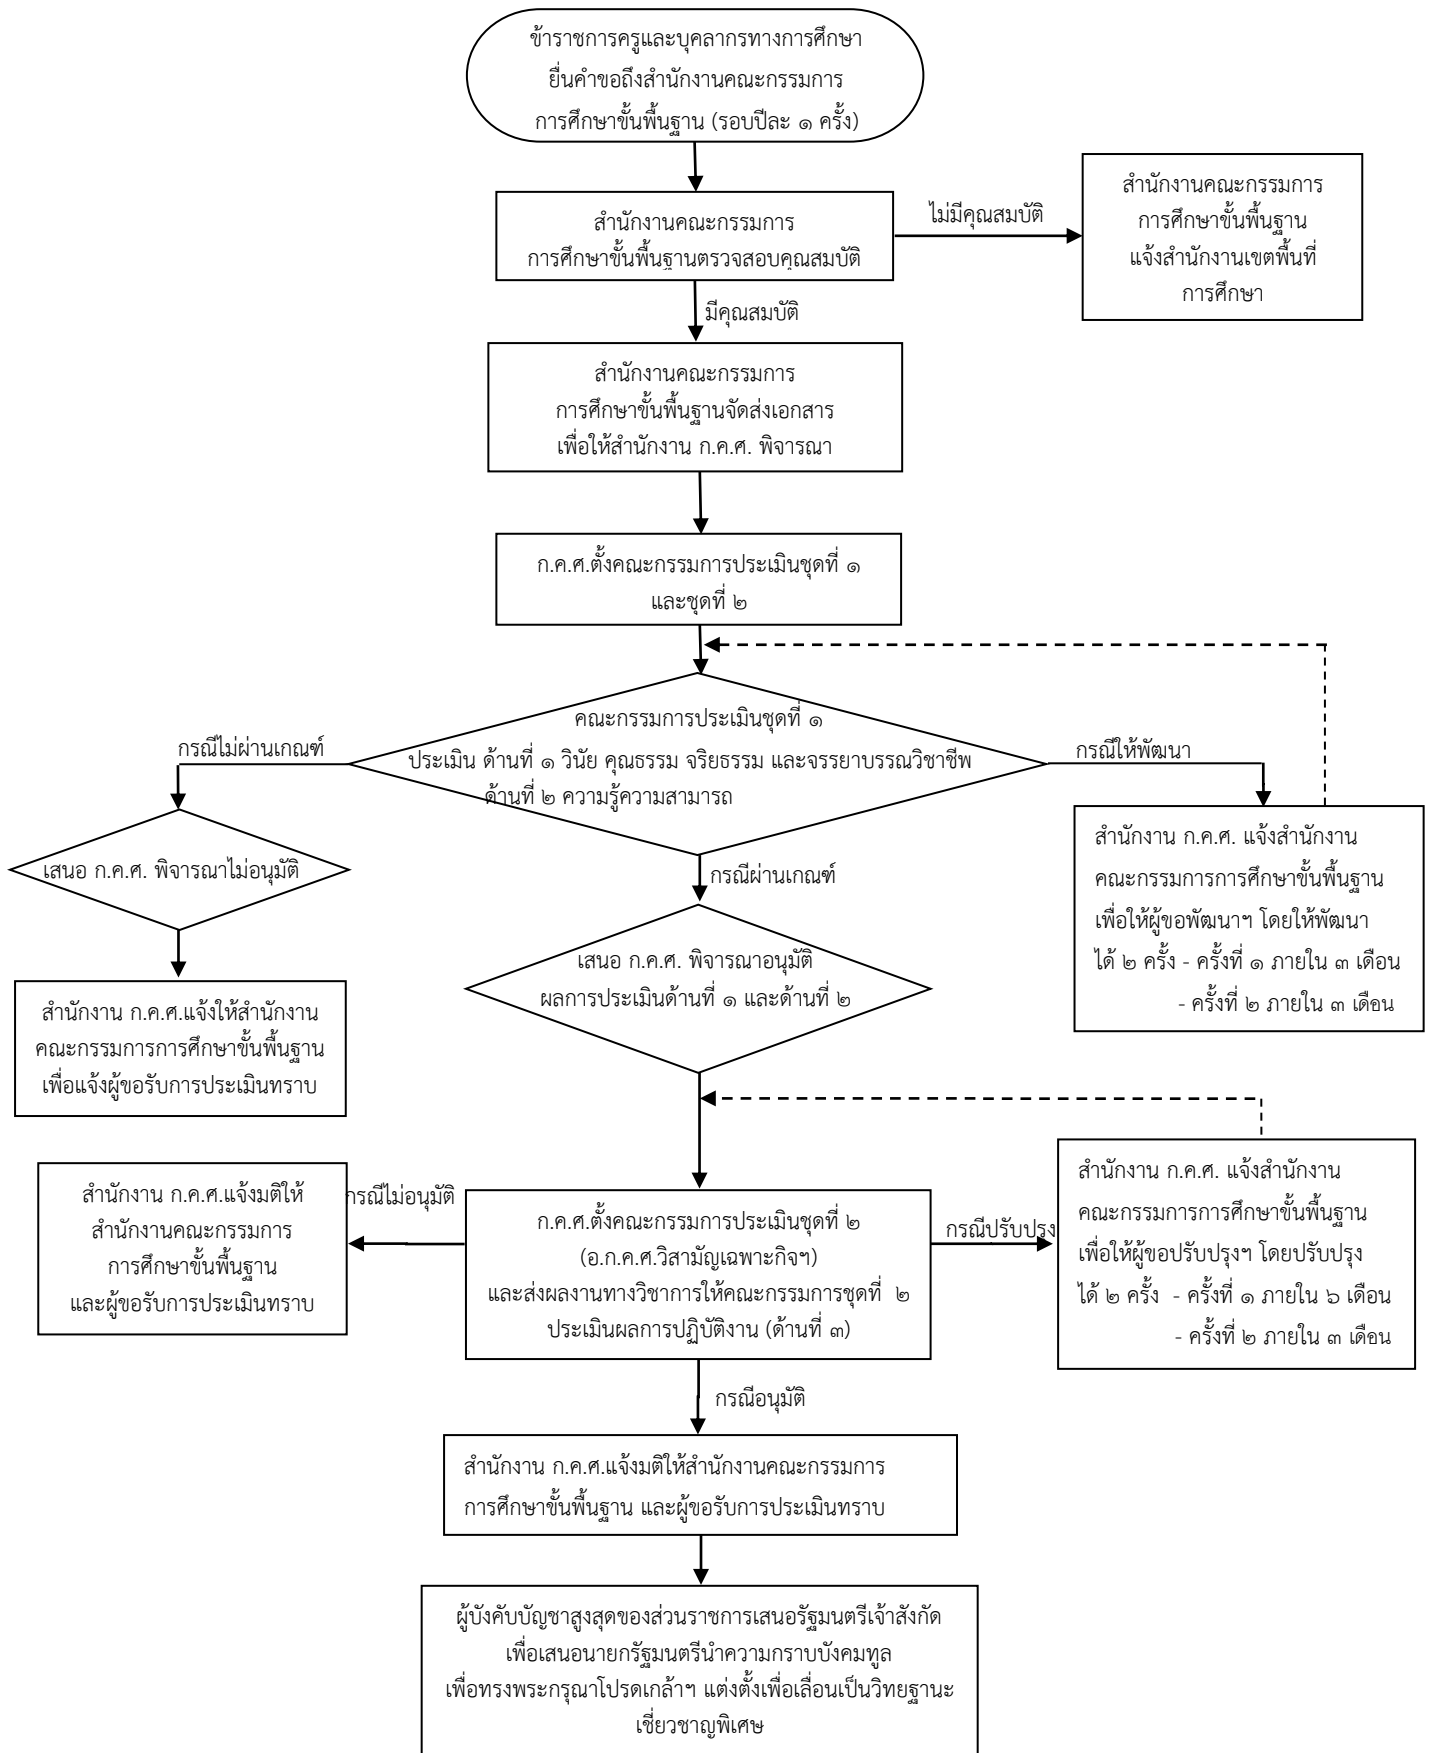 ข้าราชการครูและบุคลากรทางการศึกษา
ยื่นคำขอถึงสำนักงานคณะกรรมการ
การศึกษาขั้นพื้นฐาน (รอบปีละ ๑ ครั้ง)
สำนักงานคณะกรรมการ
การศึกษาขั้นพื้นฐานตรวจสอบคุณสมบัติ
ไม่มีคุณสมบัติ
สำนักงานคณะกรรมการ
การศึกษาขั้นพื้นฐาน
แจ้งสำนักงานเขตพื้นที่
การศึกษา
มีคุณสมบัติ
สำนักงานคณะกรรมการ
การศึกษาขั้นพื้นฐานจัดส่งเอกสาร
เพื่อให้สำนักงาน ก.ค.ศ. พิจารณา
ก.ค.ศ.ตั้งคณะกรรมการประเมินชุดที่ ๑
และชุดที่ ๒
คณะกรรมการประเมินชุดที่ ๑
ประเมิน ด้านที่ ๑ วินัย คุณธรรม จริยธรรม และจรรยาบรรณวิชาชีพ
ด้านที่ ๒ ความรู้ความสามารถ
กรณีไม่ผ่านเกณฑ์
กรณีให้พัฒนา
เสนอ ก.ค.ศ. พิจารณาไม่อนุมัติ
กรณีผ่านเกณฑ์
สำนักงาน ก.ค.ศ. แจ้งสำนักงาน
คณะกรรมการการศึกษาขั้นพื้นฐาน
เพื่อให้ผู้ขอพัฒนาฯ โดยให้พัฒนา
ได้ ๒ ครั้ง - ครั้งที่ ๑ ภายใน ๓ เดือน
- ครั้งที่ ๒ ภายใน ๓ เดือน
เสนอ ก.ค.ศ. พิจารณาอนุมัติ
ผลการประเมินด้านที่ ๑ และด้านที่ ๒
สำนักงาน ก.ค.ศ.แจ้งให้สำนักงาน
คณะกรรมการการศึกษาขั้นพื้นฐาน
เพื่อแจ้งผู้ขอรับการประเมินทราบ
สำนักงาน ก.ค.ศ.แจ้งมติให้
สำนักงานคณะกรรมการ
การศึกษาขั้นพื้นฐาน
และผู้ขอรับการประเมินทราบ
กรณีไม่อนุมัติ
ก.ค.ศ.ตั้งคณะกรรมการประเมินชุดที่ ๒
(อ.ก.ค.ศ.วิสามัญเฉพาะกิจฯ)
และส่งผลงานทางวิชาการให้คณะกรรมการชุดที่ ๒
ประเมินผลการปฏิบัติงาน (ด้านที่ ๓)
กรณีปรับปรุง
สำนักงาน ก.ค.ศ. แจ้งสำนักงาน
คณะกรรมการการศึกษาขั้นพื้นฐาน
เพื่อให้ผู้ขอปรับปรุงฯ โดยปรับปรุง
ได้ ๒ ครั้ง - ครั้งที่ ๑ ภายใน ๖ เดือน
- ครั้งที่ ๒ ภายใน ๓ เดือน
กรณีอนุมัติ
สำนักงาน ก.ค.ศ.แจ้งมติให้สำนักงานคณะกรรมการ
การศึกษาขั้นพื้นฐาน และผู้ขอรับการประเมินทราบ
ผู้บังคับบัญชาสูงสุดของส่วนราชการเสนอรัฐมนตรีเจ้าสังกัด
เพื่อเสนอนายกรัฐมนตรีนำความกราบบังคมทูล
เพื่อทรงพระกรุณาโปรดเกล้าฯ แต่งตั้งเพื่อเลื่อนเป็นวิทยฐานะ
เชี่ยวชาญพิเศษ